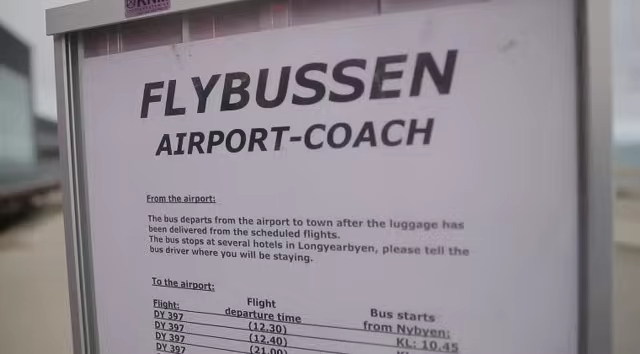 FLYBUSSEN
AIRPORT-COACH
From the airport:
The bus departs from the airport to town after the luggage has
been delivered from the scheduled flights.
The bus stops at several hotels in Longyearbyen, please tell the
bus driver where you will be staying.
To the airport:
Flight: Flight departure time Bus starts from Nybyen:
DY 397 (12.30) KL: 10.45
DY 397 (12.40)
DY 397 (21.00)